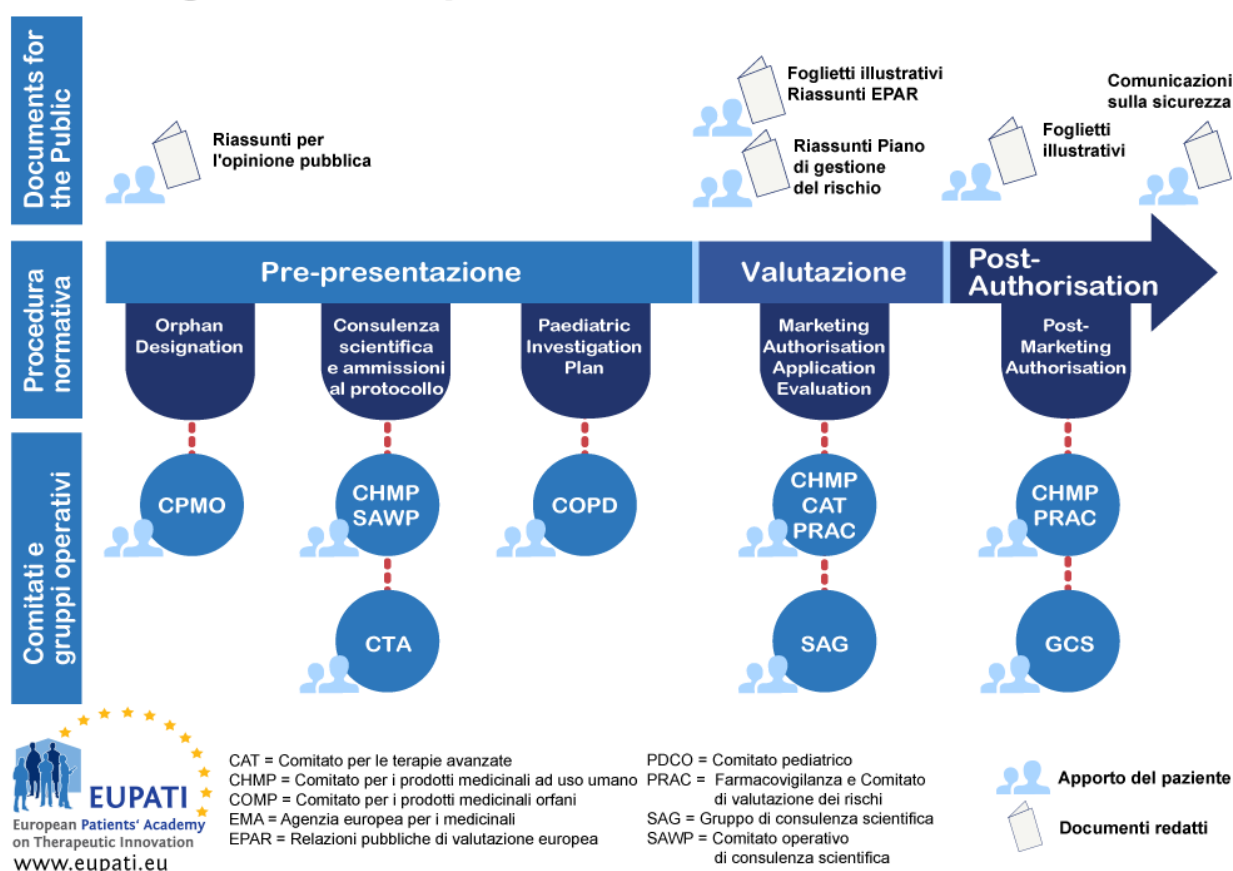 Documents for
the Public
Riassunti per
l'opinione pubblica
Foglietti illustrativi
Riassunti EPAR
Riassunti Piano
di gestione
del rischio
Foglietti
illustrativi
Comunicazioni
sulla sicurezza
Procedura
normativa
Pre-presentazione
Valutazione
Post-
Authorisation
Orphan
Designation
Consulenza
scientifica
e ammissioni
al protocollo
Paediatric
Investigation
Plan
Marketing
Authorisation
Application
Evaluation
Post-
Marketing
Authorisation
Comitati e
gruppi operativi
CPMO
CHMP
SAWP
COPD
CHMP
CAT
PRAC
CHMP
PRAC
CTA
SAG
GCS
EUPATI
European Patients' Academy
on Therapeutic Innovation
www.eupati.eu
CAT = Comitato per le terapie avanzate
CHMP = Comitato per i prodotti medicinali ad uso umano
COMP = Comitato per i prodotti medicinali orfani
EMA = Agenzia europea per i medicinali
EPAR = Relazioni pubbliche di valutazione europea
PDCO = Comitato pediatrico
PRAC = Farmacovigilanza e Comitato
di valutazione dei rischi
SAG = Gruppo di consulenza scientifica
SAWP = Comitato operativo
di consulenza scientifica
Apporto del paziente
Documenti redatti